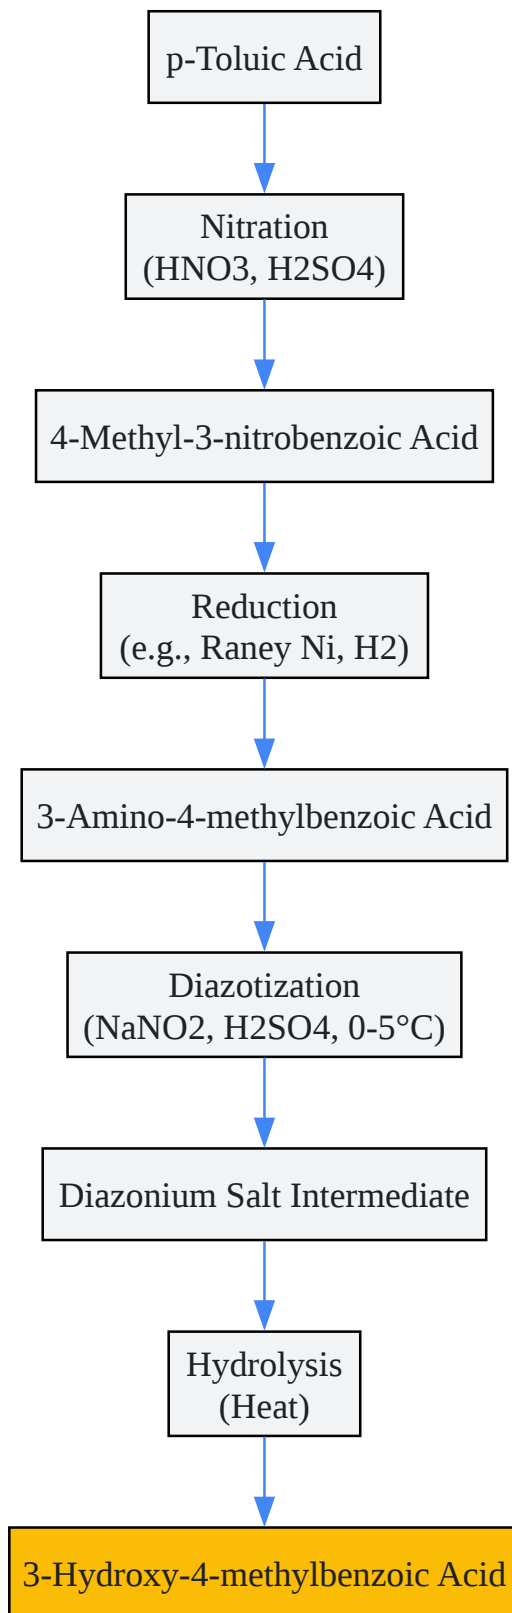 p-Toluic Acid
Nitration
(HNO3, H2SO4)
4-Methyl-3-nitrobenzoic Acid
Reduction
(e.g., Raney Ni, H2)
3-Amino-4-methylbenzoic Acid
Diazotization
(NaNO2, H2SO4, 0-5°C)
Diazonium Salt Intermediate
Hydrolysis
(Heat)
3-Hydroxy-4-methylbenzoic Acid